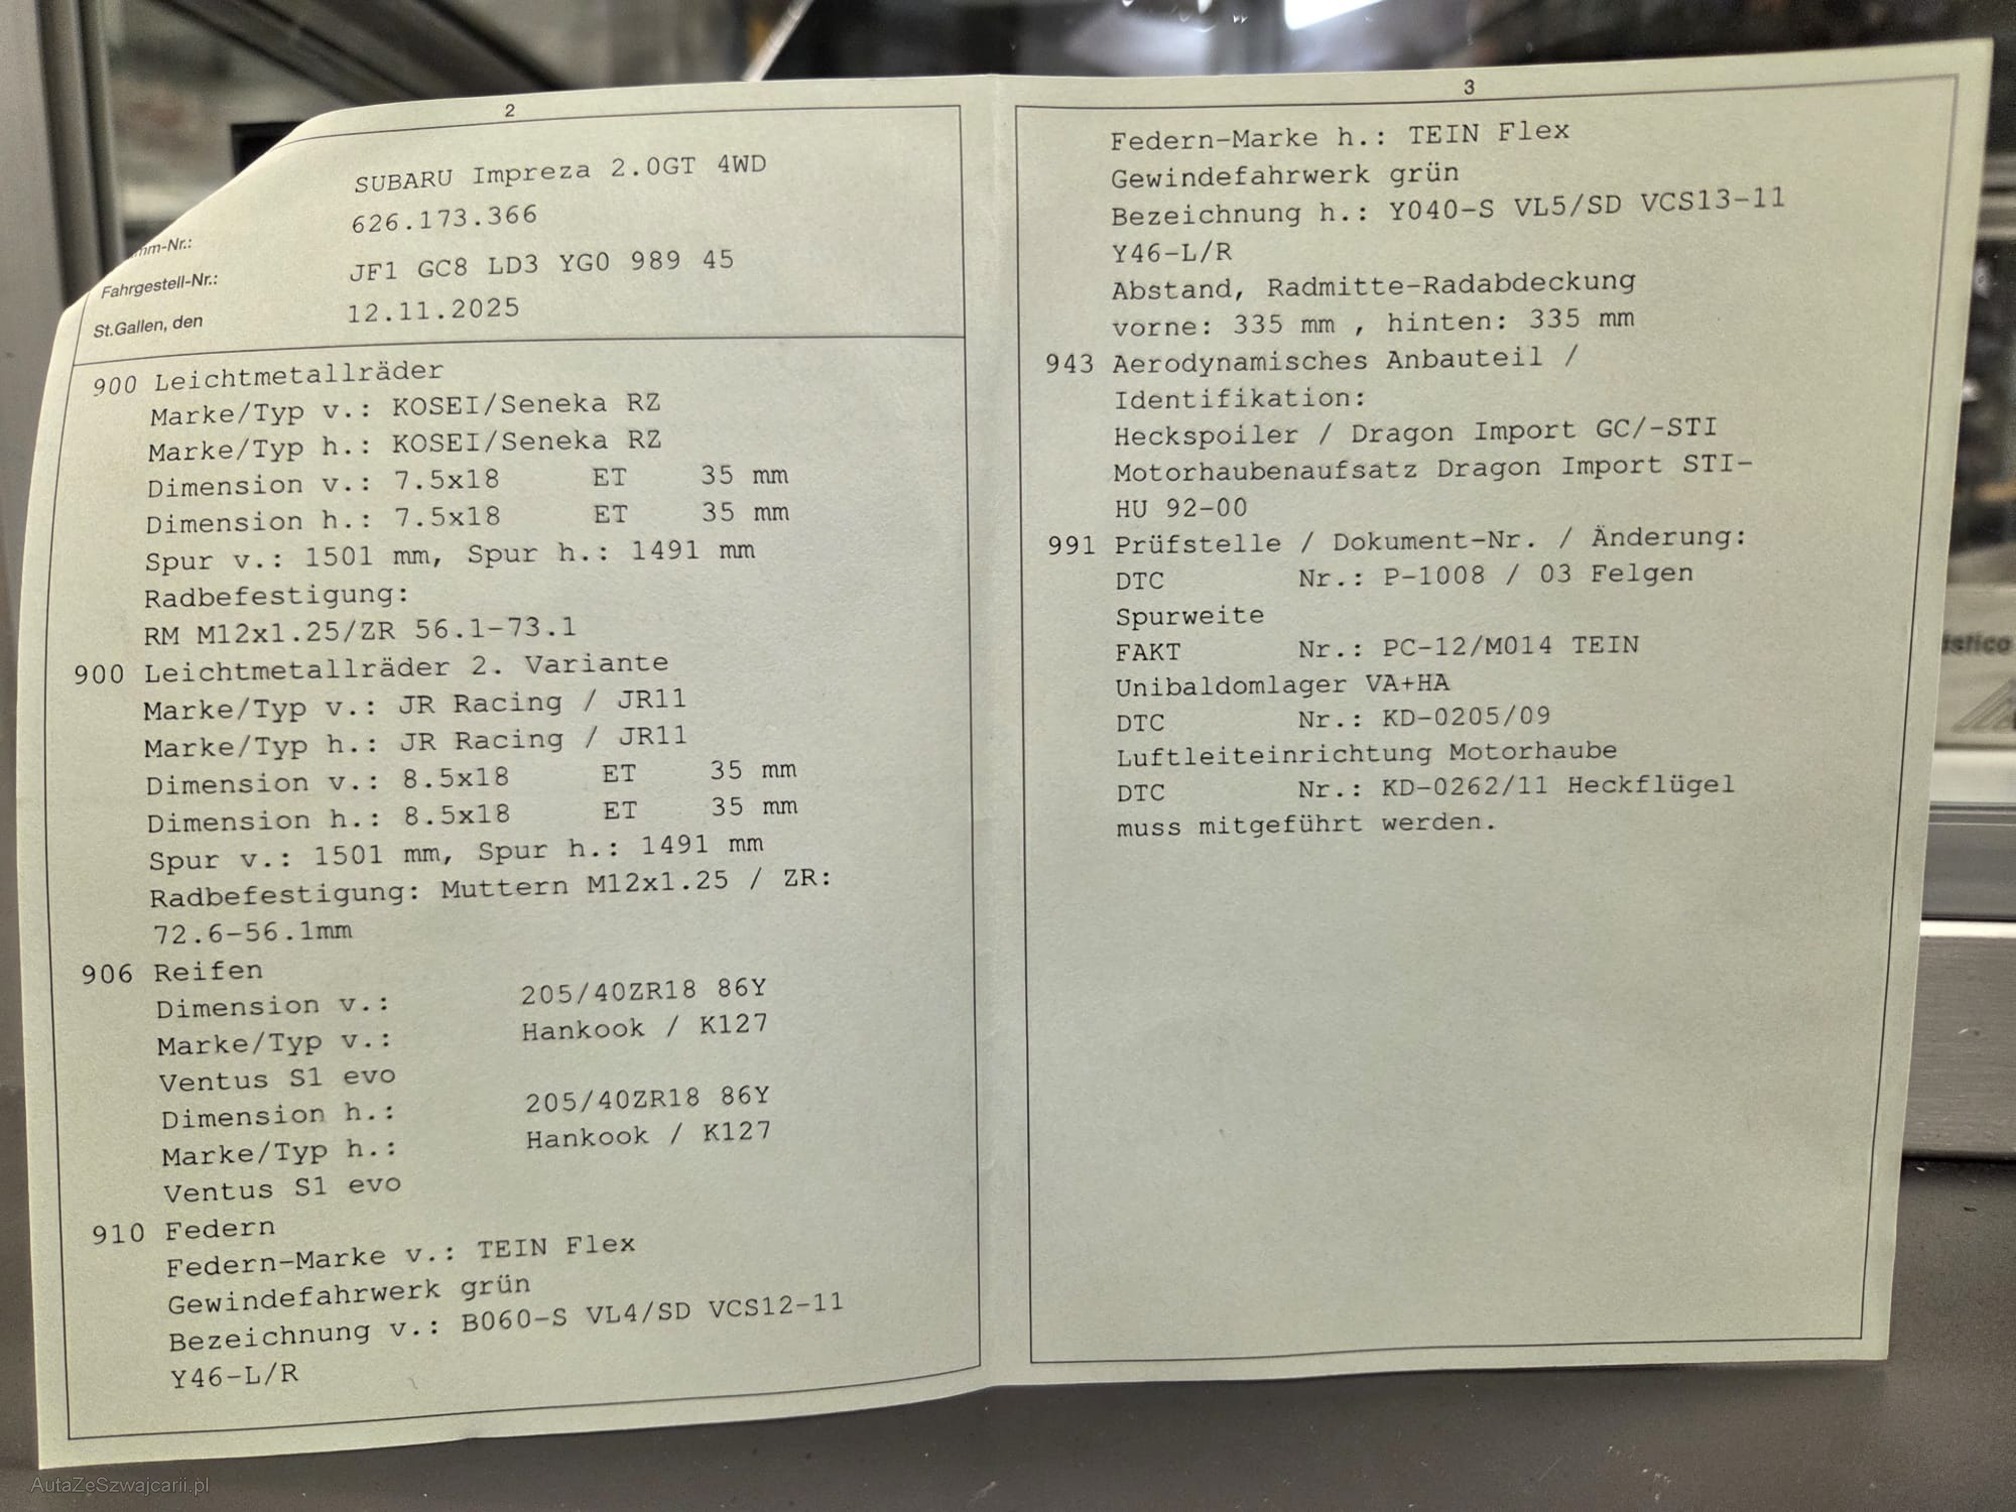 2
SUBARU Impreza 2.0GT 4WD
mm-Nr.: 626.173.366
Fahrgestell-Nr.: JF1 GC8 LD3 YG0 989 45
St.Gallen, den 12.11.2025
900 Leichtmetallräder
Marke/Typ v.: KOSEI/Seneka RZ
Marke/Typ h.: KOSEI/Seneka RZ
Dimension v.: 7.5x18 ET 35 mm
Dimension h.: 7.5x18 ET 35 mm
Spur v.: 1501 mm, Spur h.: 1491 mm
Radbefestigung:
RM M12x1.25/ZR 56.1-73.1
900 Leichtmetallräder 2. Variante
Marke/Typ v.: JR Racing / JR11
Marke/Typ h.: JR Racing / JR11
Dimension v.: 8.5x18 ET 35 mm
Dimension h.: 8.5x18 ET 35 mm
Spur v.: 1501 mm, Spur h.: 1491 mm
Radbefestigung: Muttern M12x1.25 / ZR:
72.6-56.1mm
906 Reifen
Dimension v.: 205/40ZR18 86Y
Marke/Typ v.: Hankook / K127
Ventus S1 evo
Dimension h.: 205/40ZR18 86Y
Marke/Typ h.: Hankook / K127
Ventus S1 evo
910 Federn
Federn-Marke v.: TEIN Flex
Gewindefahrwerk grün
Bezeichnung v.: B060-S VL4/SD VCS12-11
Y46-L/R
3
Federn-Marke h.: TEIN Flex
Gewindefahrwerk grün
Bezeichnung h.: Y040-S VL5/SD VCS13-11
Y46-L/R
Abstand, Radmitte-Radabdeckung
vorne: 335 mm , hinten: 335 mm
943 Aerodynamisches Anbauteil /
Identifikation:
Heckspoiler / Dragon Import GC/-STI
Motorhaubenaufsatz Dragon Import STI-
HU 92-00
991 Prüfstelle / Dokument-Nr. / Änderung:
DTC Nr.: P-1008 / 03 Felgen
Spurweite
FAKT Nr.: PC-12/M014 TEIN
Unibaldomlager VA+HA
DTC Nr.: KD-0205/09
Luftleiteinrichtung Motorhaube
DTC Nr.: KD-0262/11 Heckflügel
muss mitgeführt werden.
AutaZeSzwajcarii.pl